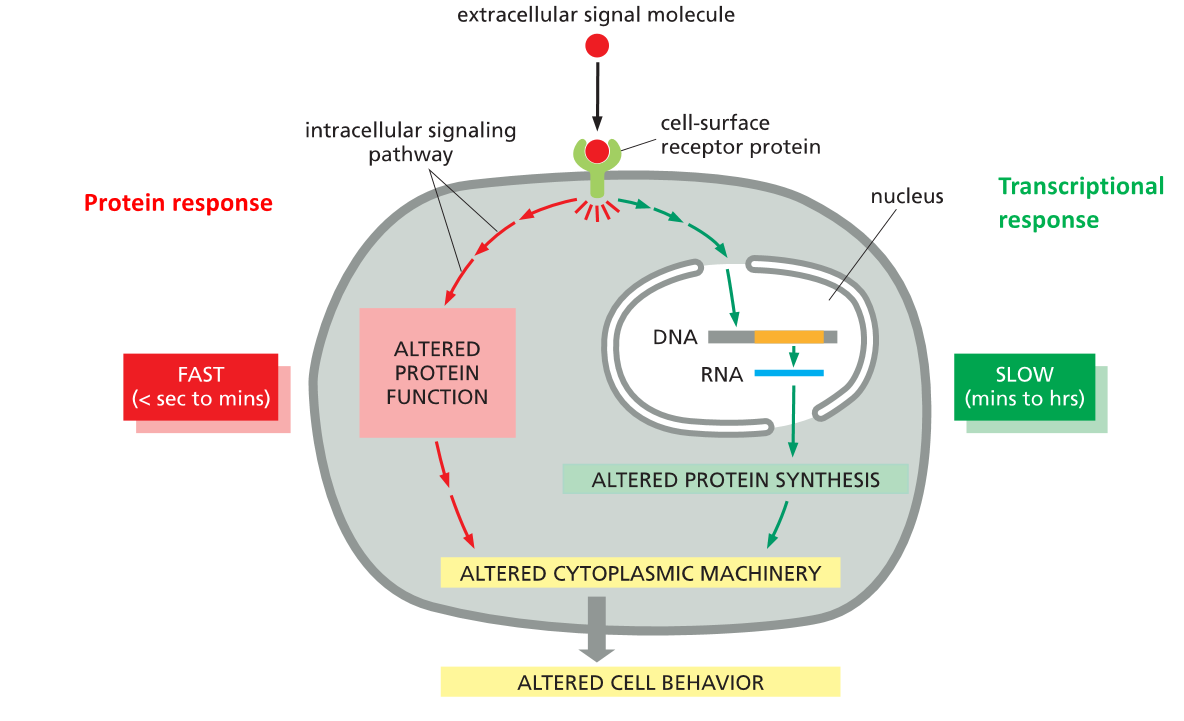 extracellular signal molecule
intracellular signaling
pathway
cell-surface
receptor protein
Protein response
Transcriptional
response
nucleus
DNA
RNA
ALTERED
PROTEIN
FUNCTION
FAST
(< sec to mins)
SLOW
(mins to hrs)
ALTERED PROTEIN SYNTHESIS
ALTERED CYTOPLASMIC MACHINERY
ALTERED CELL BEHAVIOR